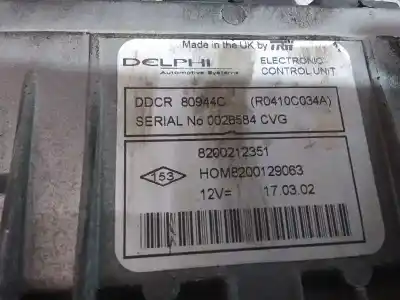 Made in the UK by TRW
DELPHI
Automotive Systems
ELECTRONIC
CONTROL UNIT
DDCR 80944C (R0410C034A)
SERIAL No 0026584 CVG
8200212351
153
HOM8200129063
12V= 17.03.02